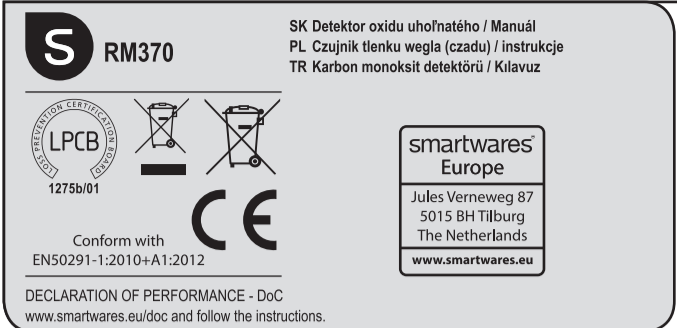 S RM370
SK Detektor oxidu uhoľnatého / Manuál
PL Czujnik tlenku wegla (czadu) / instrukcje
TR Karbon monoksit detektörü / Kılavuz
LOSS PREVENTION CERTIFICATION BOARD
LPCB
1275b/01
CE
Conform with
EN50291-1:2010+A1:2012
DECLARATION OF PERFORMANCE - DoC
www.smartwares.eu/doc and follow the instructions.
smartwares®
Europe
Jules Verneweg 87
5015 BH Tilburg
The Netherlands
www.smartwares.eu